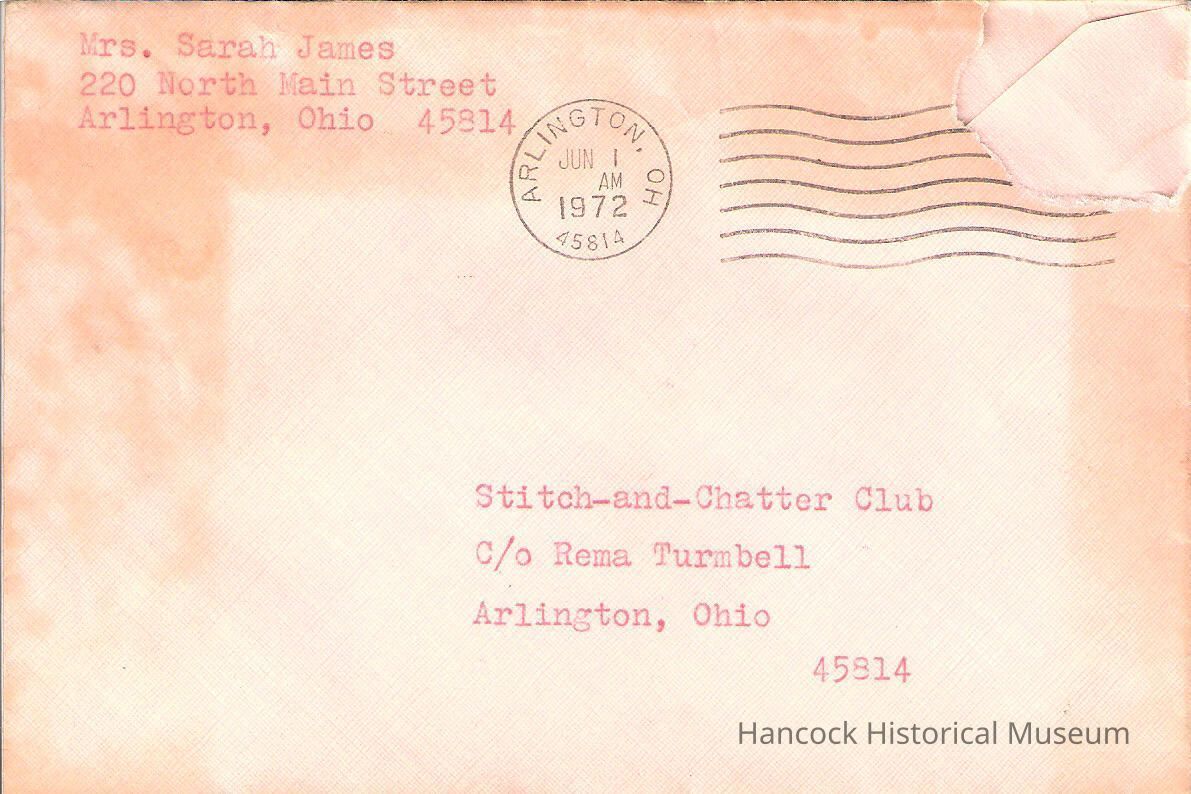 Mrs. Sarah James
220 North Main Street
Arlington, Ohio  45814
ARLINGTON, OH
JUN 1
AM
1972
45814
Stitch-and-Chatter Club
C/o Rema Turmbell
Arlington, Ohio
45814
Hancock Historical Museum